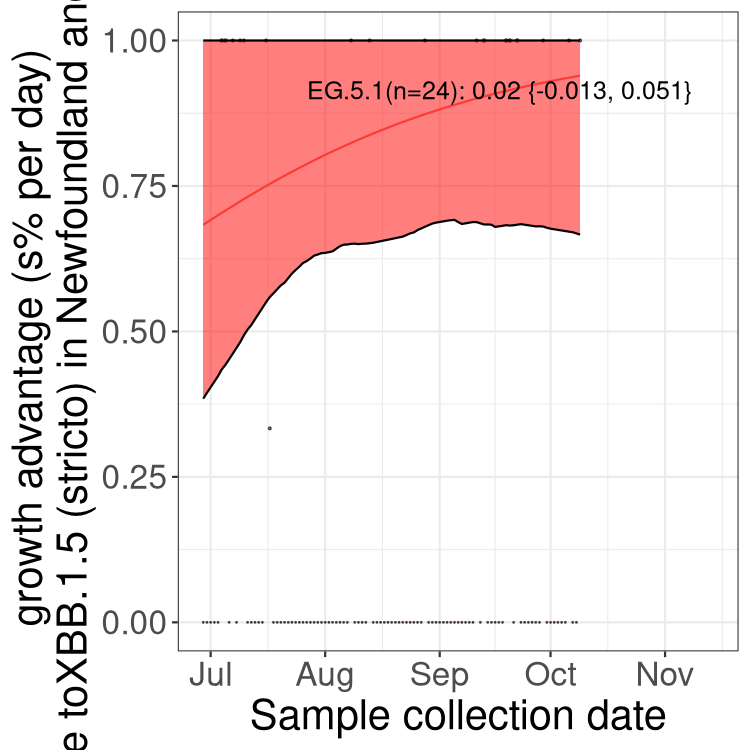 growth advantage (s% per day)
toXBB.1.5 (stricto) in Newfoundland
1.00
0.75
0.50
0.25
0.00
EG.5.1(n=24): 0.02 {-0.013, 0.051}
Jul Aug Sep Oct Nov
Sample collection date